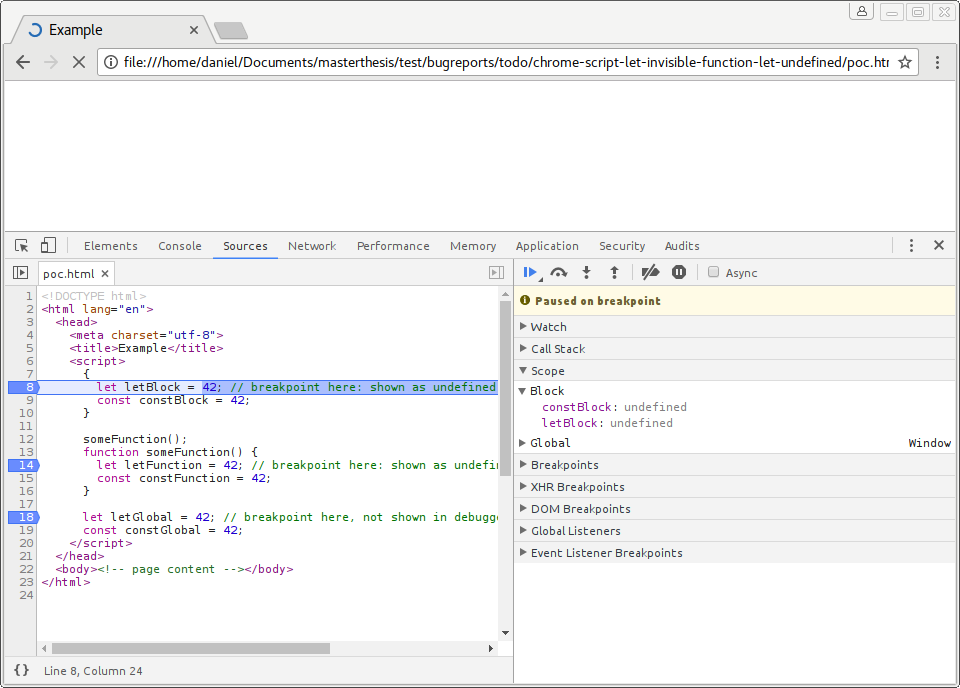 Example
file:///home/daniel/Documents/masterthesis/test/bugreports/todo/chrome-script-let-invisible-function-let-undefined/poc.htm
Elements Console Sources Network Performance Memory Application Security Audits
poc.html
Async
1 <!DOCTYPE html>
2 <html lang="en">
3 <head>
4 <meta charset="utf-8">
5 <title>Example</title>
6 <script>
7 {
8 let letBlock = 42; // breakpoint here: shown as undefined
9 const constBlock = 42;
10 }
11
12 someFunction();
13 function someFunction() {
14 let letFunction = 42; // breakpoint here: shown as undefin
15 const constFunction = 42;
16 }
17
18 let letGlobal = 42; // breakpoint here, not shown in debugge
19 const constGlobal = 42;
20 </script>
21 </head>
22 <body><!-- page content --></body>
23 </html>
24
{} Line 8, Column 24
Paused on breakpoint
Watch
Call Stack
Scope
Block
constBlock: undefined
letBlock: undefined
Global Window
Breakpoints
XHR Breakpoints
DOM Breakpoints
Global Listeners
Event Listener Breakpoints